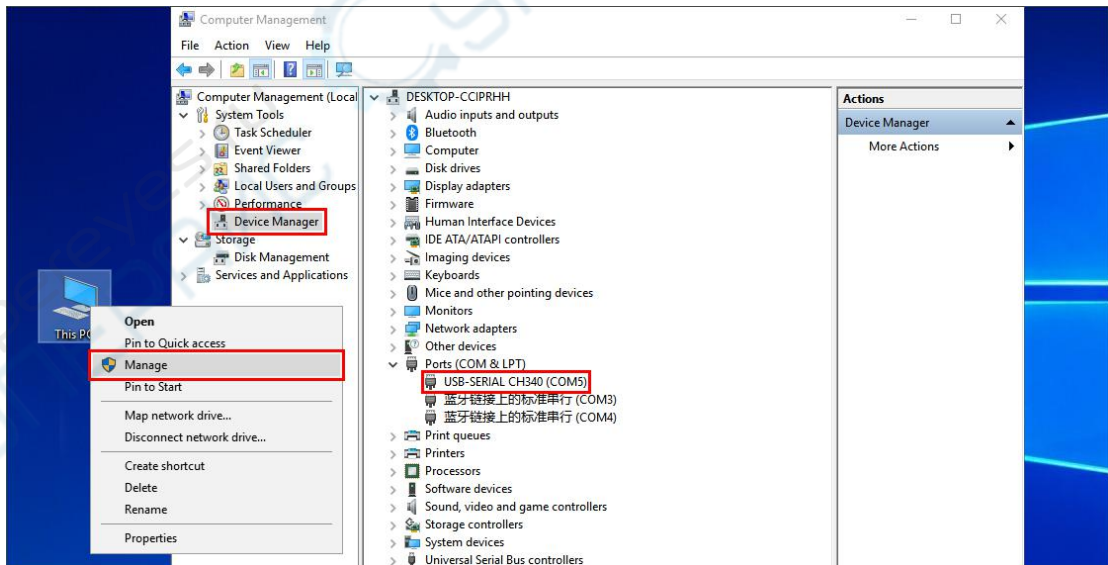 Computer Management
File Action View Help
Computer Management (Local
System Tools
Task Scheduler
Event Viewer
Shared Folders
Local Users and Groups
Performance
Device Manager
Storage
Disk Management
Services and Applications
DESKTOP-CCIPRHH
Audio inputs and outputs
Bluetooth
Computer
Disk drives
Display adapters
Firmware
Human Interface Devices
IDE ATA/ATAPI controllers
Imaging devices
Keyboards
Mice and other pointing devices
Monitors
Network adapters
Other devices
Ports (COM & LPT)
USB-SERIAL CH340 (COM5)
蓝牙链接上的标准串行 (COM3)
蓝牙链接上的标准串行 (COM4)
Print queues
Printers
Processors
Software devices
Sound, video and game controllers
Storage controllers
System devices
Universal Serial Bus controllers
Actions
Device Manager
More Actions
This PC
Open
Pin to Quick access
Manage
Pin to Start
Map network drive...
Disconnect network drive...
Create shortcut
Delete
Rename
Properties